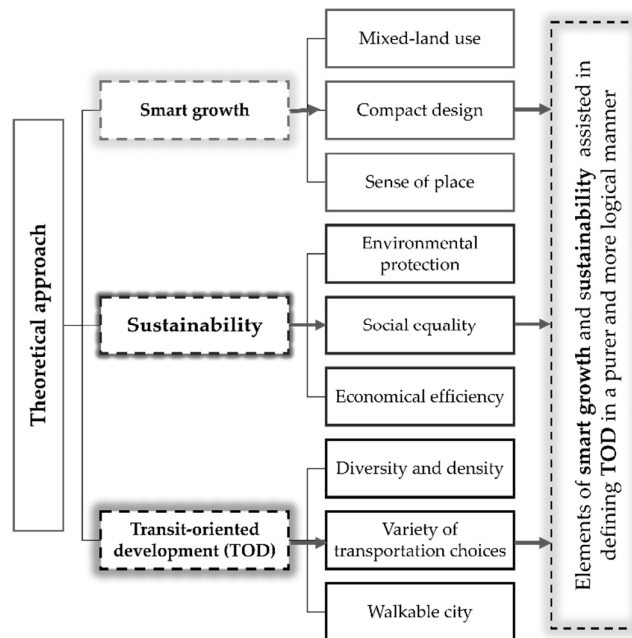 Theoretical approach
Smart growth
Mixed-land use
Compact design
Sense of place
Sustainability
Environmental
protection
Social equality
Economical efficiency
Transit-oriented
development (TOD)
Diversity and density
Variety of
transportation choices
Walkable city
Elements of smart growth and sustainability assisted in
defining TOD in a purer and more logical manner